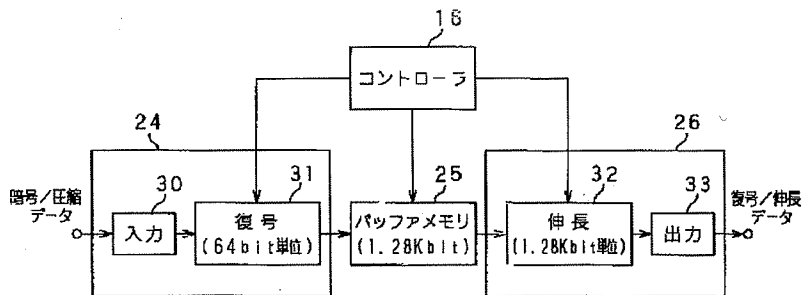 16
コントローラ
24
26
30
31
25
32
33
暗号/圧縮
データ
入力
復号
(64bit単位)
バッファメモリ
(1.28Kbit)
伸長
(1.28Kbit単位)
出力
復号/伸長
データ